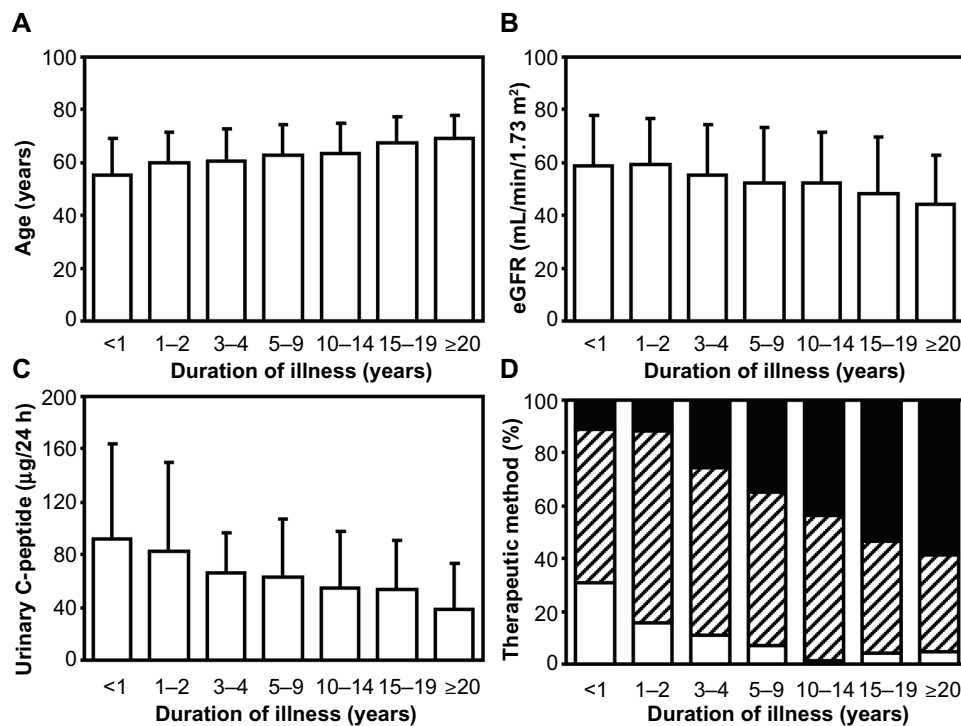 A
Age (years)
100
80
60
40
20
0
<1 1–2 3–4 5–9 10–14 15–19 ≥20
Duration of illness (years)
B
eGFR (mL/min/1.73 m²)
100
80
60
40
20
0
<1 1–2 3–4 5–9 10–14 15–19 ≥20
Duration of illness (years)
C
Urinary C-peptide (µg/24 h)
200
160
120
80
40
0
<1 1–2 3–4 5–9 10–14 15–19 ≥20
Duration of illness (years)
D
Therapeutic method (%)
100
80
60
40
20
0
<1 1–2 3–4 5–9 10–14 15–19 ≥20
Duration of illness (years)